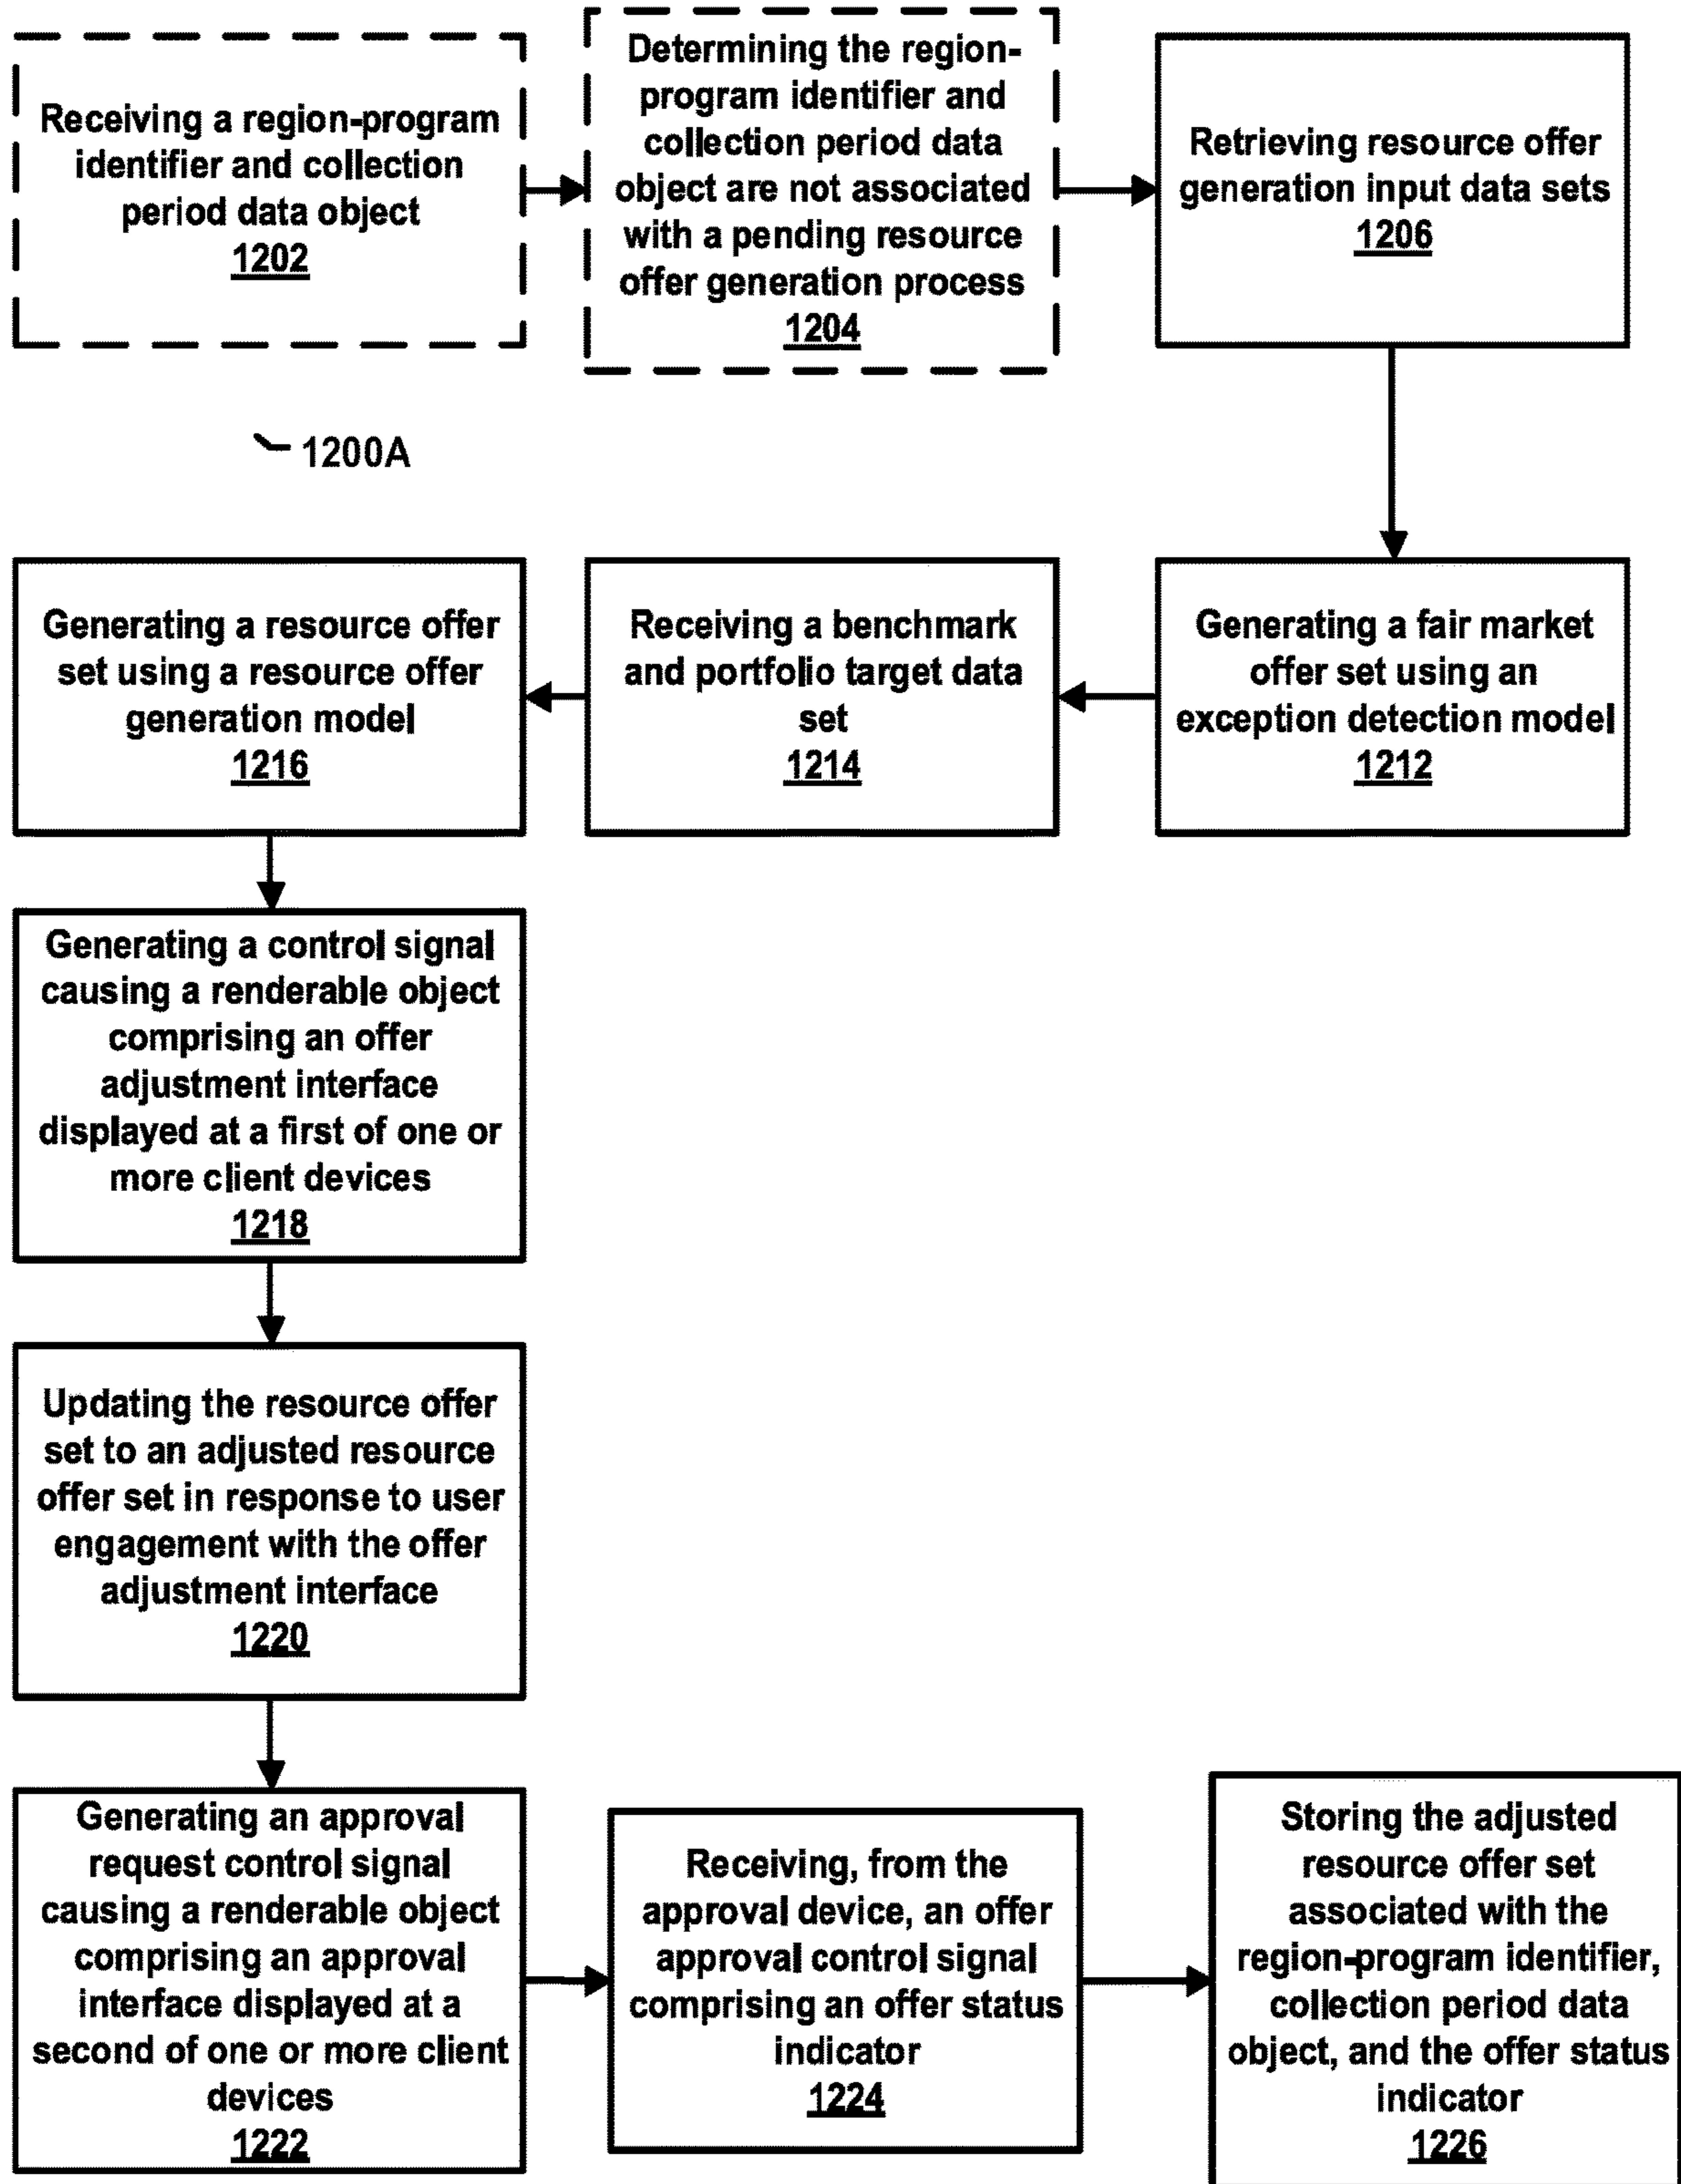 Receiving a region-program
identifier and collection
period data object
1202
Determining the region-
program identifier and
collection period data
object are not associated
with a pending resource
offer generation process
1204
Retrieving resource offer
generation input data sets
1206
1200A
Generating a fair market
offer set using an
exception detection model
1212
Receiving a benchmark
and portfolio target data
set
1214
Generating a resource offer
set using a resource offer
generation model
1216
Generating a control signal
causing a renderable object
comprising an offer
adjustment interface
displayed at a first of one or
more client devices
1218
Updating the resource offer
set to an adjusted resource
offer set in response to user
engagement with the offer
adjustment interface
1220
Generating an approval
request control signal
causing a renderable object
comprising an approval
interface displayed at a
second of one or more client
devices
1222
Receiving, from the
approval device, an offer
approval control signal
comprising an offer status
indicator
1224
Storing the adjusted
resource offer set
associated with the
region-program identifier,
collection period data
object, and the offer status
indicator
1226